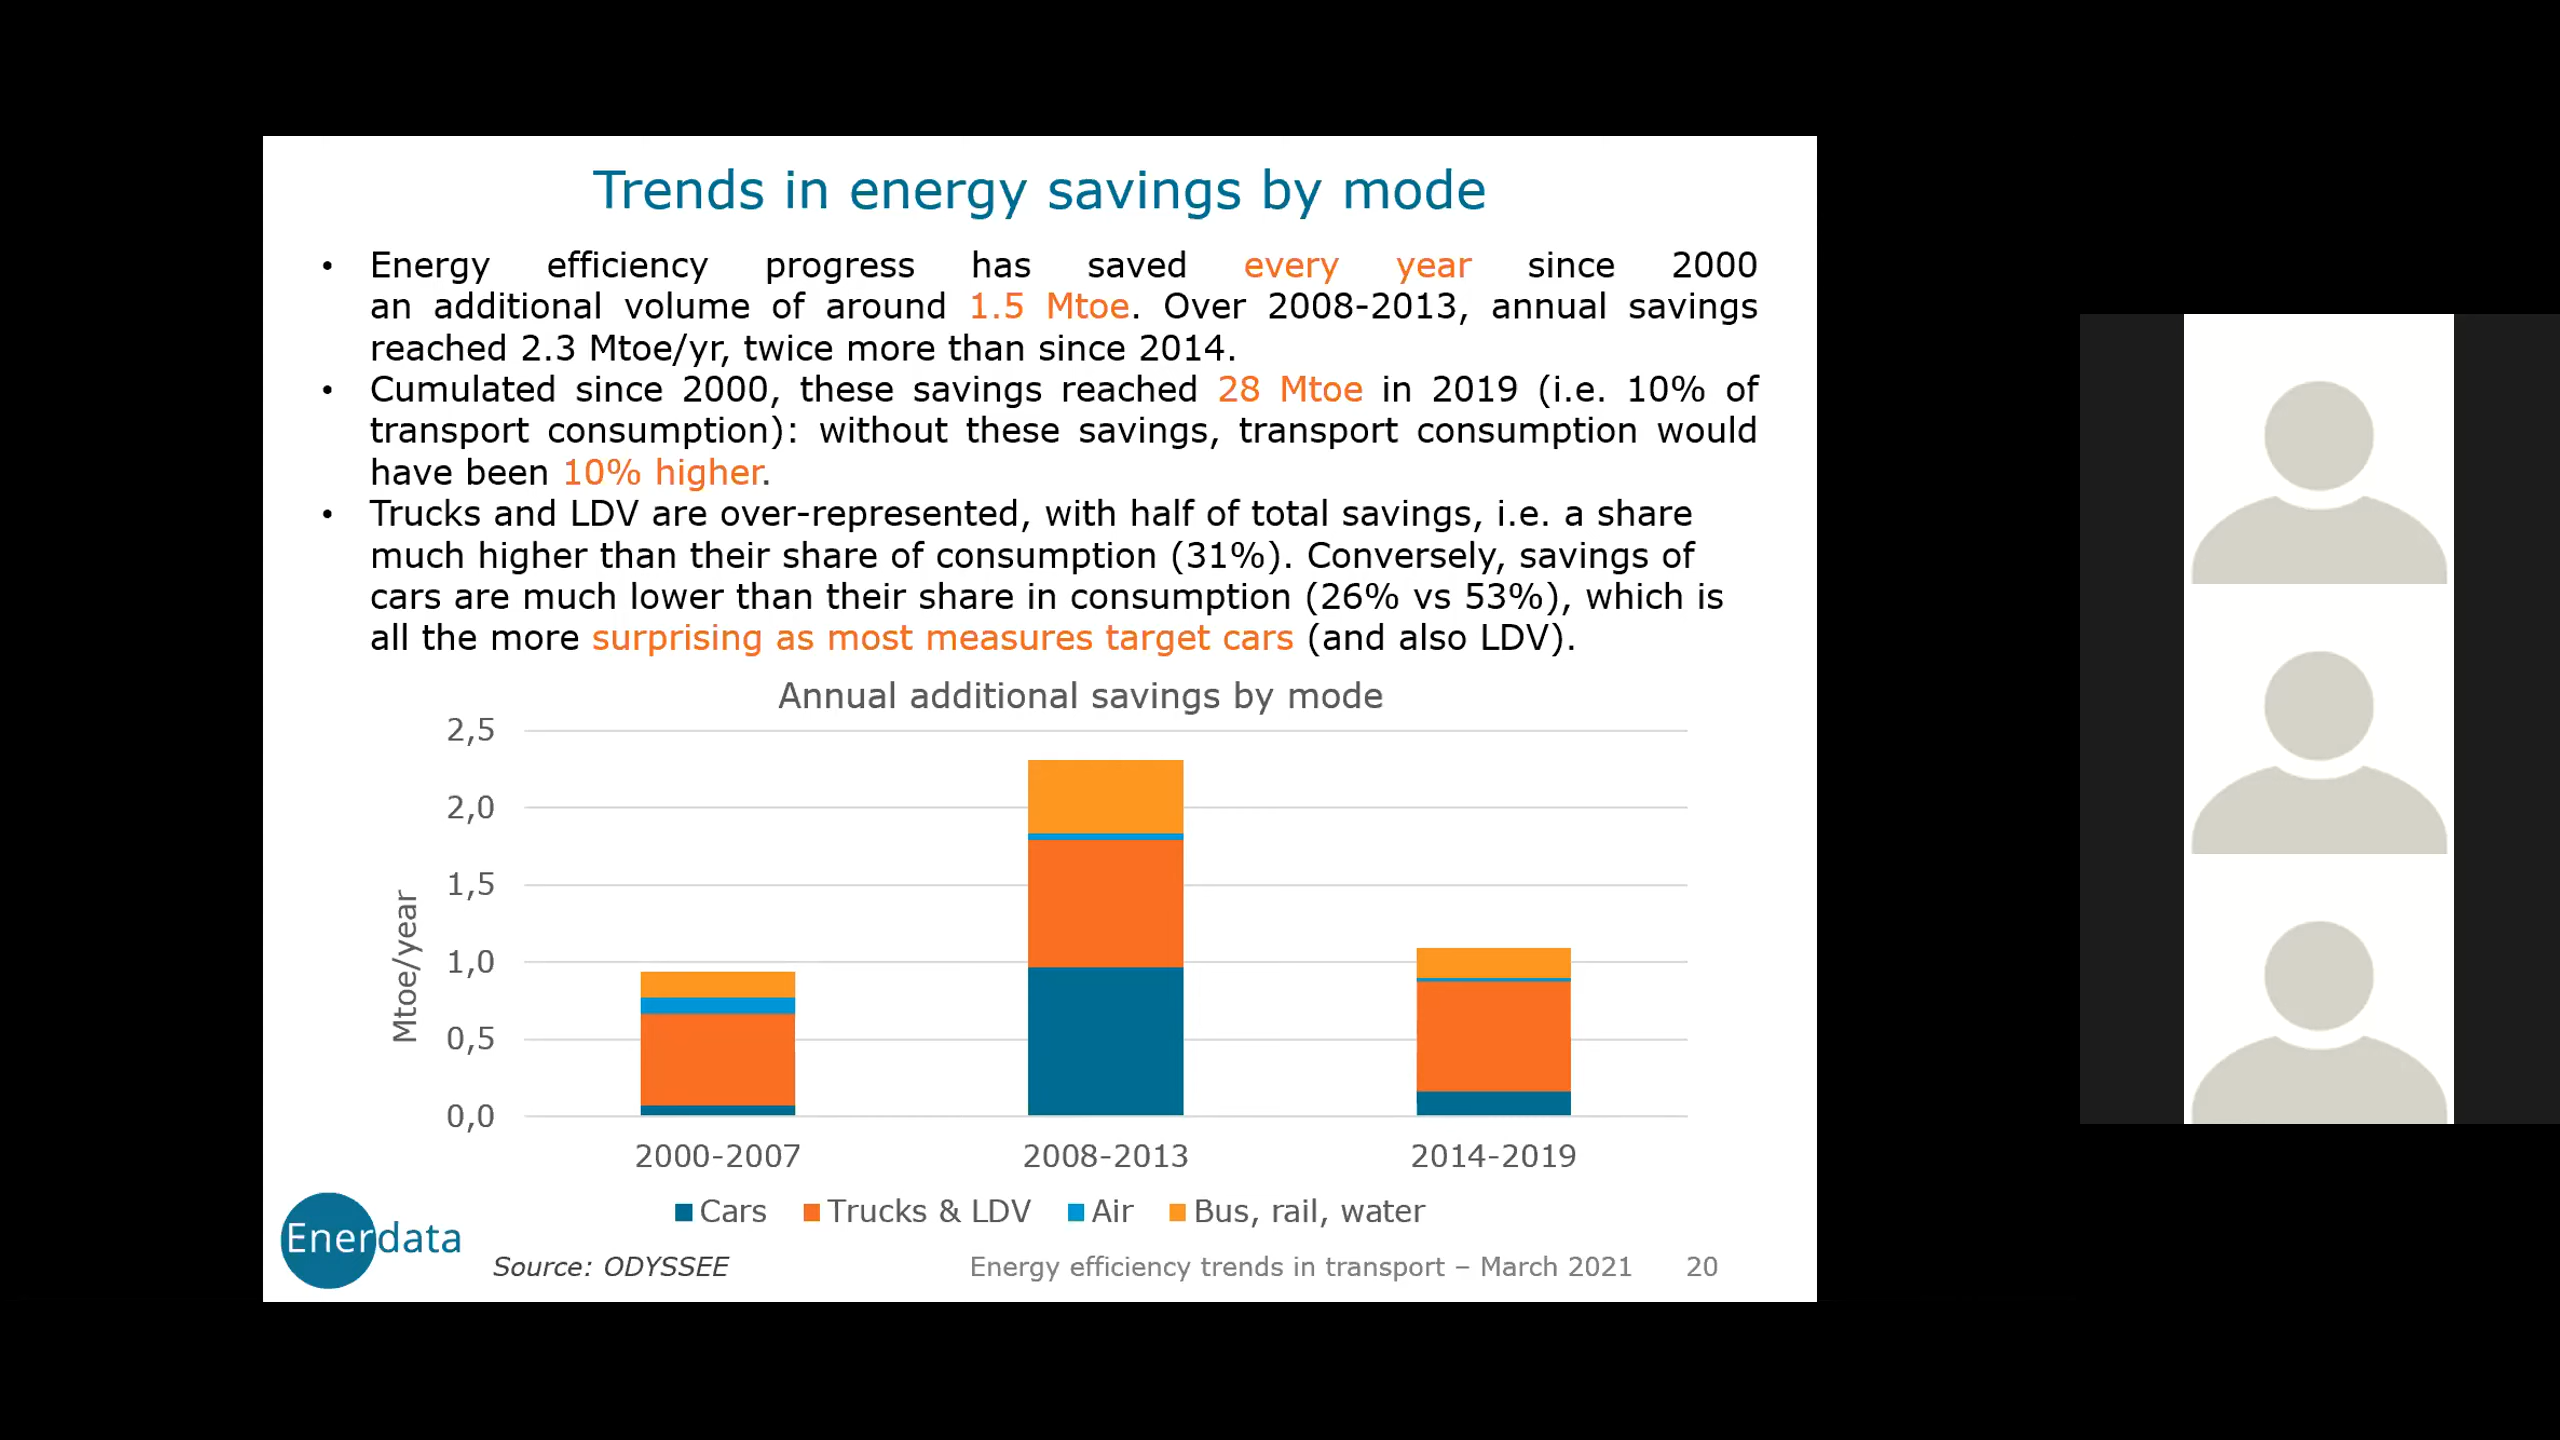 Trends in energy savings by mode
• Energy efficiency progress has saved every year since 2000
an additional volume of around 1.5 Mtoe. Over 2008-2013, annual savings
reached 2.3 Mtoe/yr, twice more than since 2014.
• Cumulated since 2000, these savings reached 28 Mtoe in 2019 (i.e. 10% of
transport consumption): without these savings, transport consumption would
have been 10% higher.
• Trucks and LDV are over-represented, with half of total savings, i.e. a share
much higher than their share of consumption (31%). Conversely, savings of
cars are much lower than their share in consumption (26% vs 53%), which is
all the more surprising as most measures target cars (and also LDV).
Annual additional savings by mode
Mtoe/year
2,5
2,0
1,5
1,0
0,5
0,0
2000-2007 2008-2013 2014-2019
Cars Trucks & LDV Air Bus, rail, water
Enerdata
Source: ODYSSEE
Energy efficiency trends in transport – March 2021 20